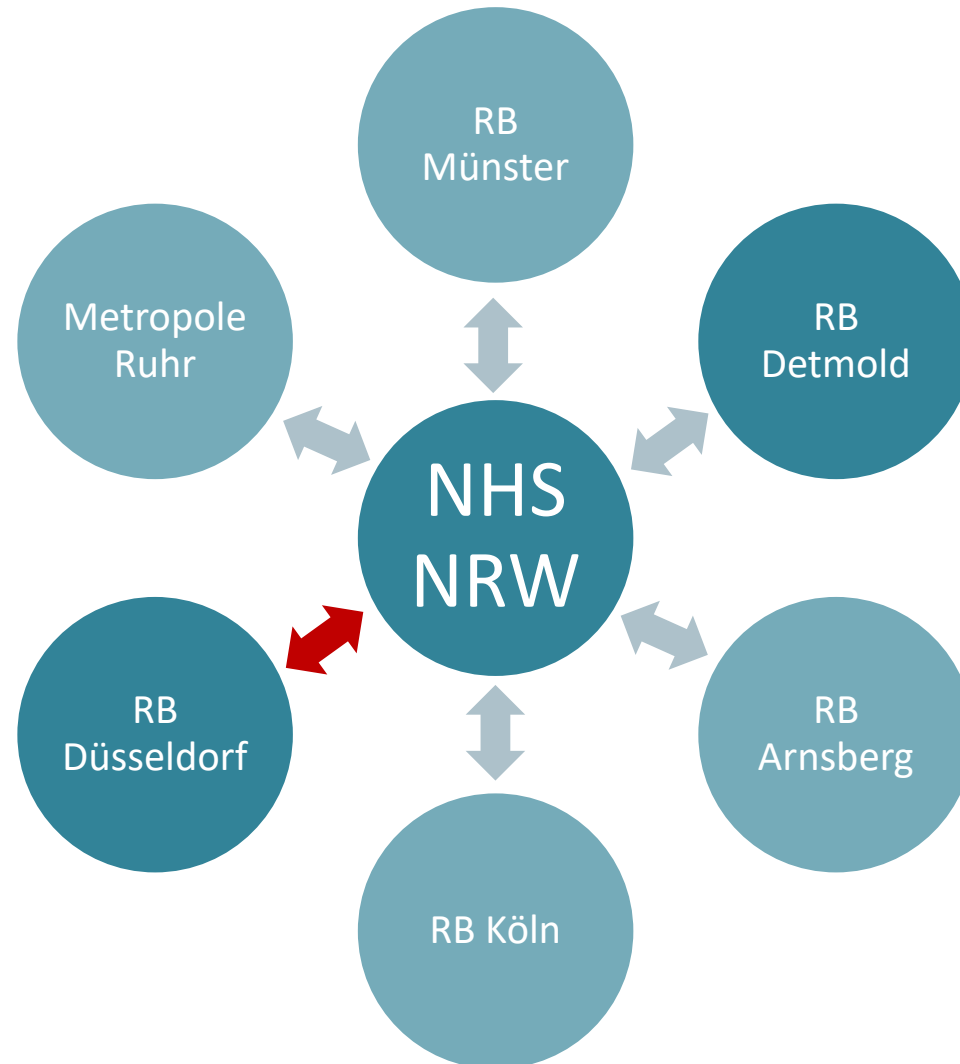 RB
Münster
Metropole
Ruhr
RB
Detmold
NHS
NRW
RB
Düsseldorf
RB
Arnsberg
RB Köln